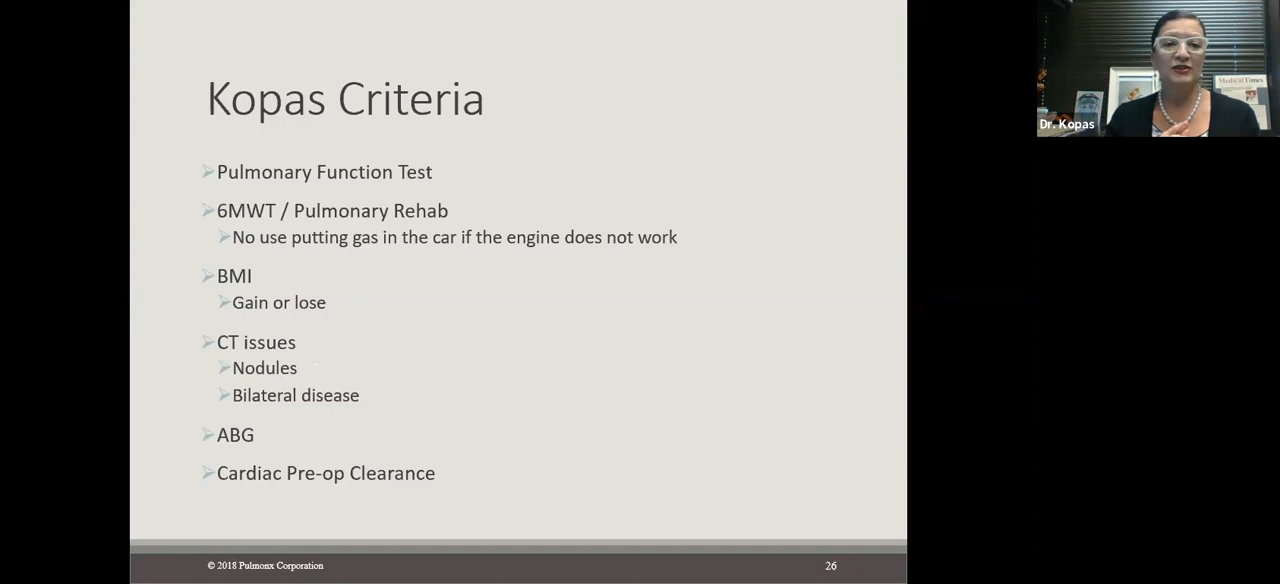 Kopas Criteria
Pulmonary Function Test
6MWT / Pulmonary Rehab
No use putting gas in the car if the engine does not work
BMI
Gain or lose
CT issues
Nodules
Bilateral disease
ABG
Cardiac Pre-op Clearance
© 2018 Pulmonx Corporation
26
Medical Times
Dr. Kopas